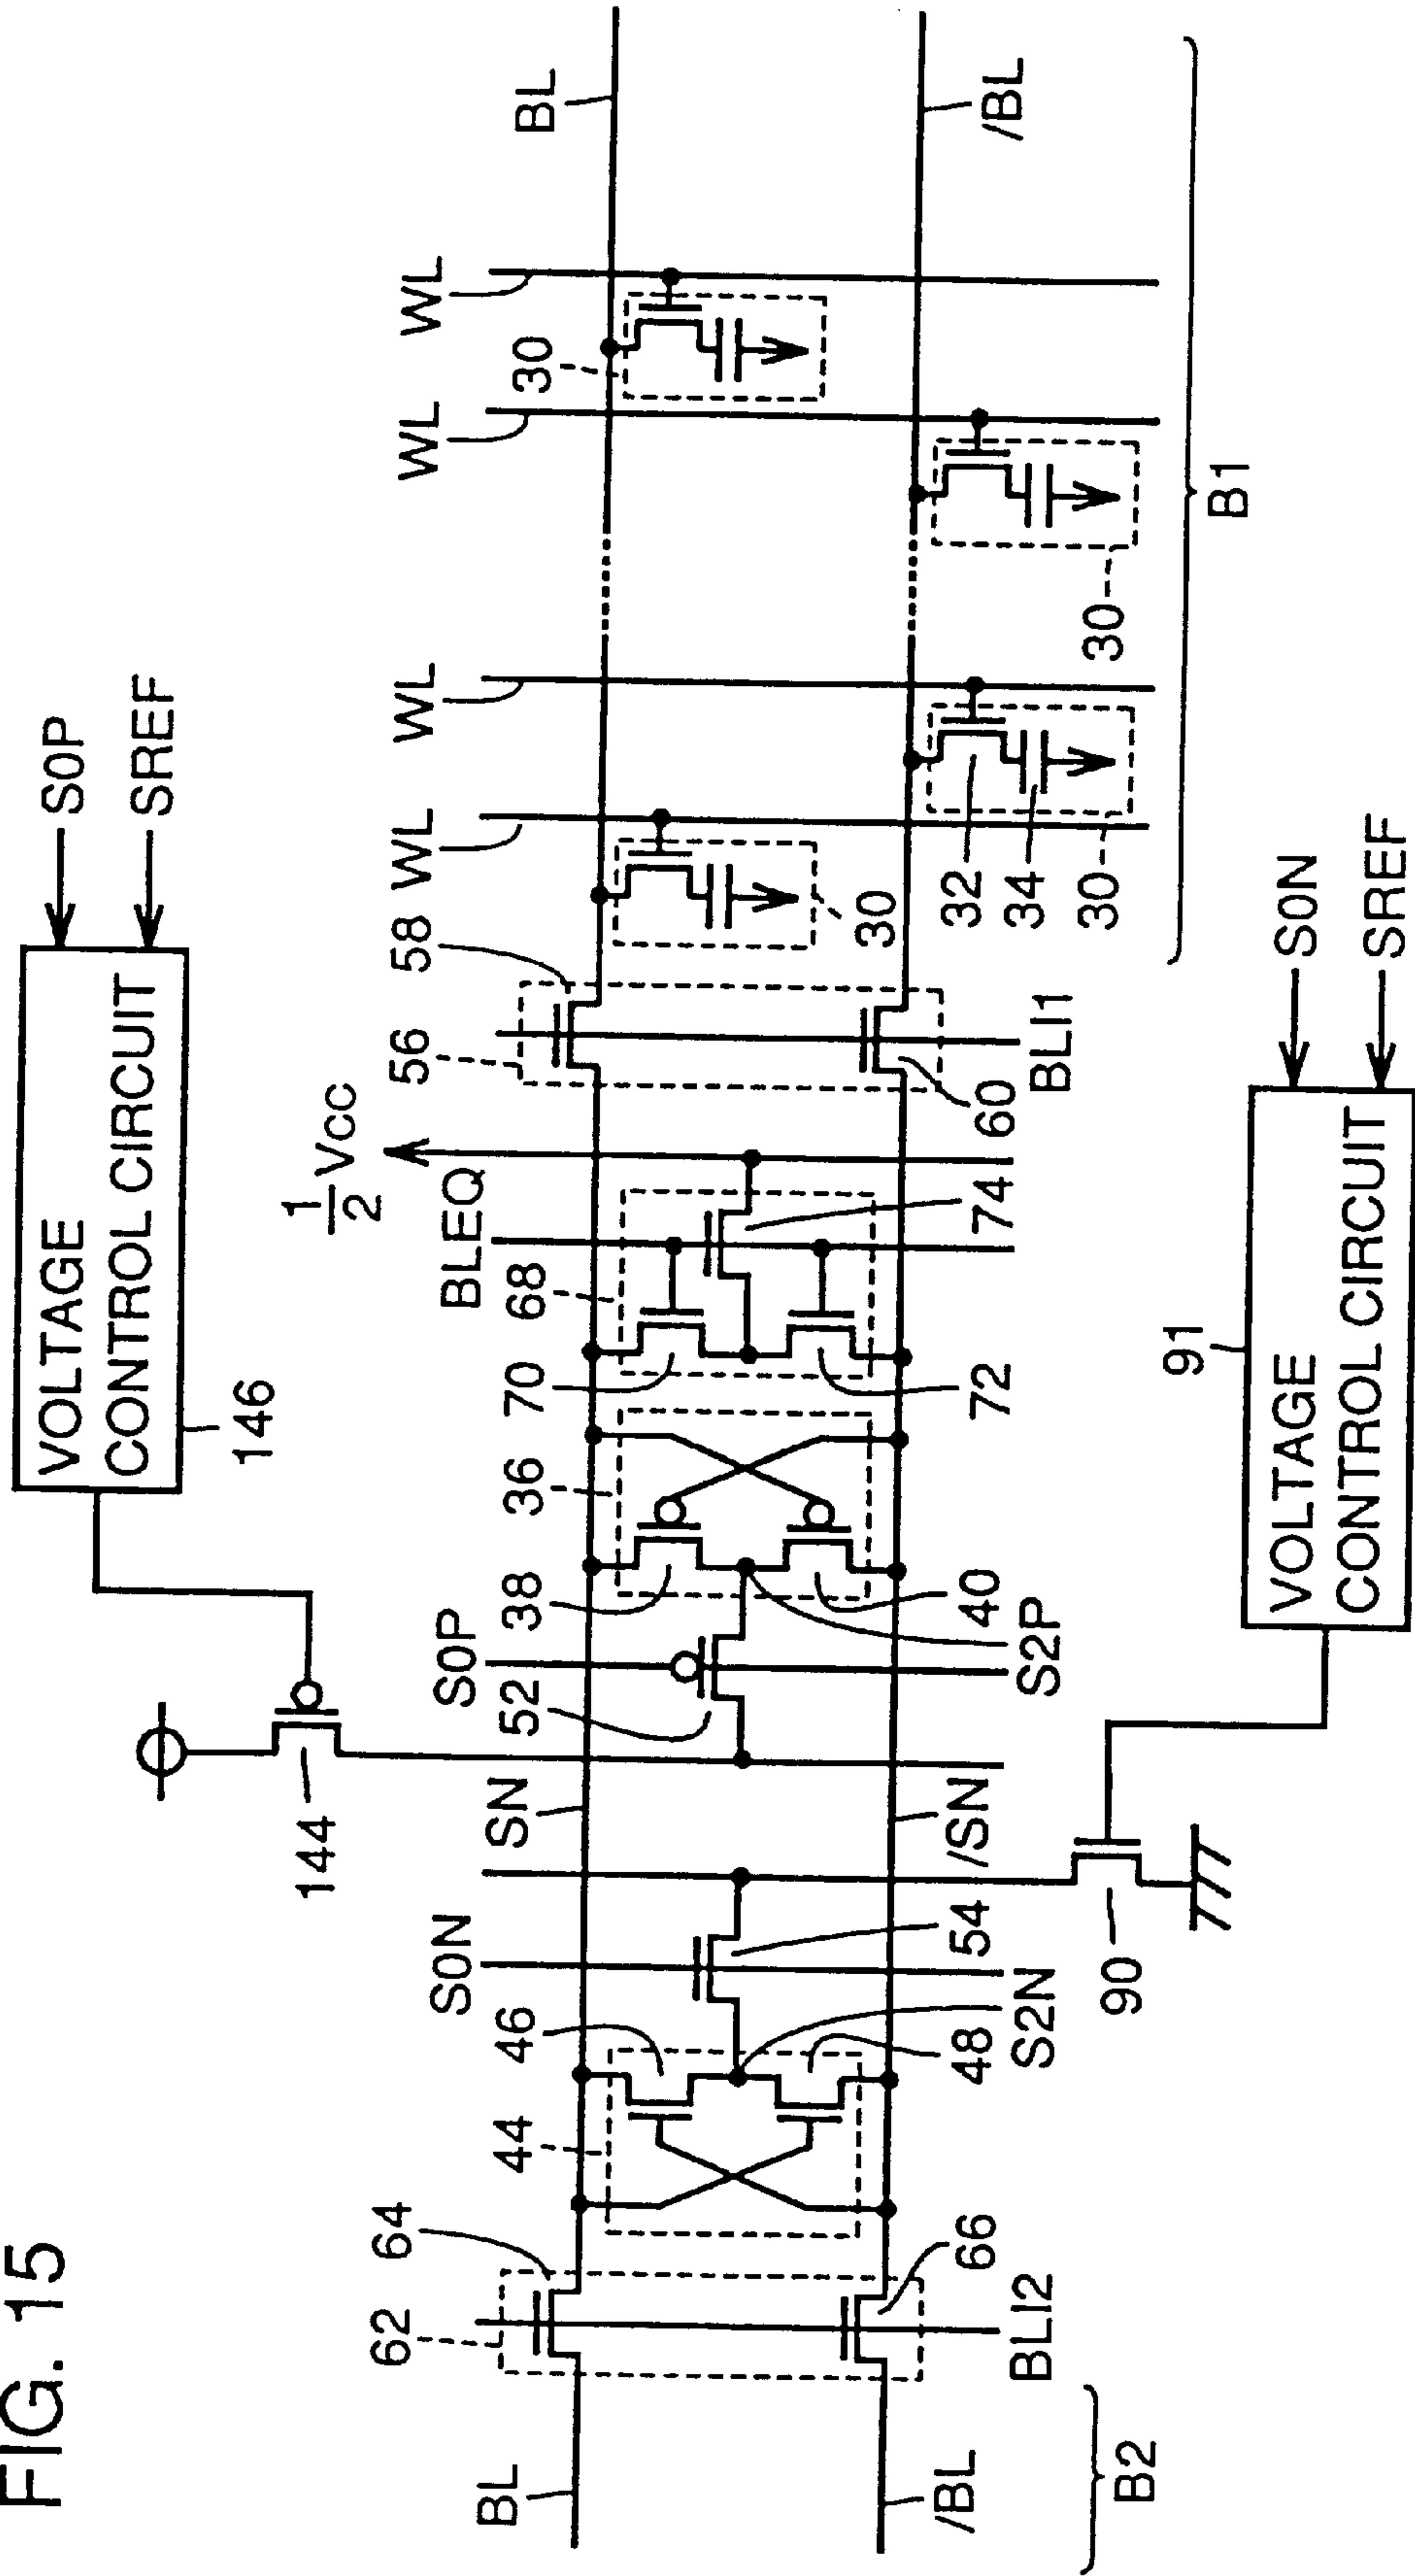 FIG. 15
VOLTAGE
CONTROL CIRCUIT
S0P
SREF
146
144
1/2 VCC
62
64
S0N
S0P
BLEQ
56
58
WL
WL
WL
WL
BL
44
46
SN
52
38
36
70
68
30
BL
/BL
66
48
54
/SN
40
72
74
60
30
32
34
30
30
/BL
BLI2
S2N
S2P
BLI1
B2
90
91
B1
VOLTAGE
CONTROL CIRCUIT
S0N
SREF